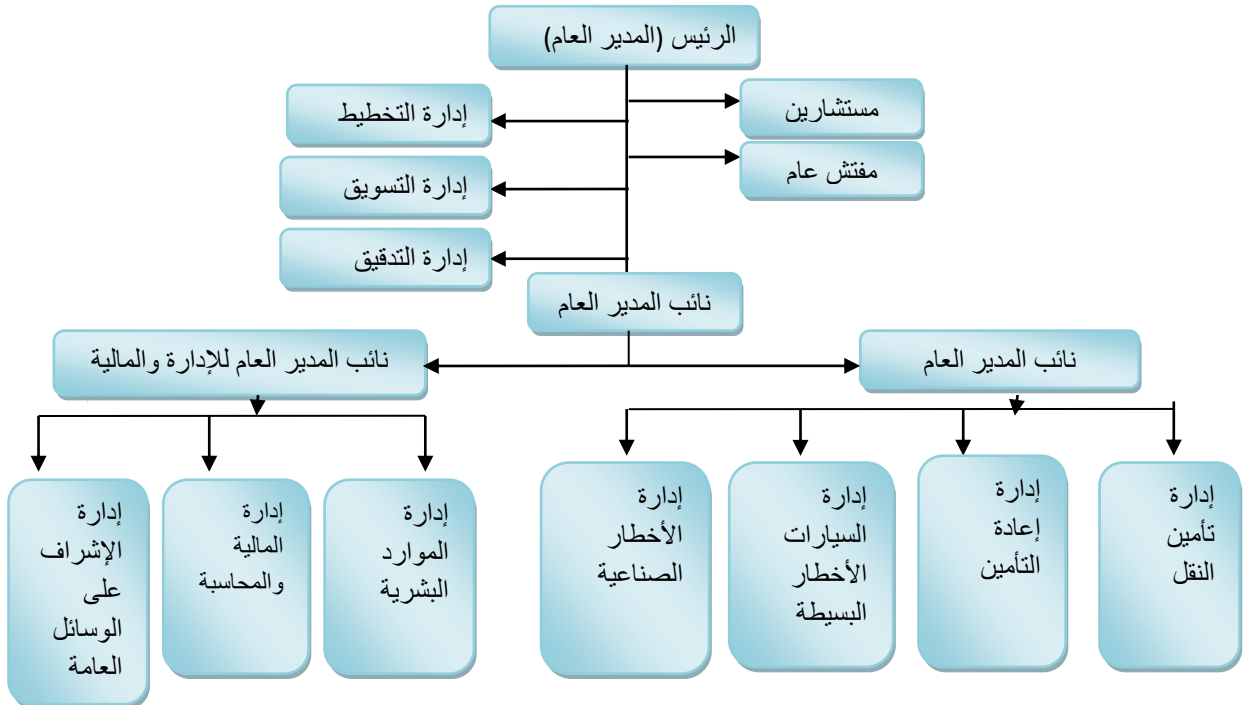 الرئيس (المدير العام)
مستشارين
إدارة التخطيط
مفتش عام
إدارة التسويق
إدارة التدقيق
نائب المدير العام
نائب المدير العام
نائب المدير العام للإدارة والمالية
إدارة
تأمين
النقل
إدارة
إعادة
التأمين
إدارة
السيارات
الأخطار
البسيطة
إدارة
الأخطار
الصناعية
إدارة
الموارد
البشرية
إدارة
المالية
والمحاسبة
إدارة
الإشراف
على
الوسائل
العامة